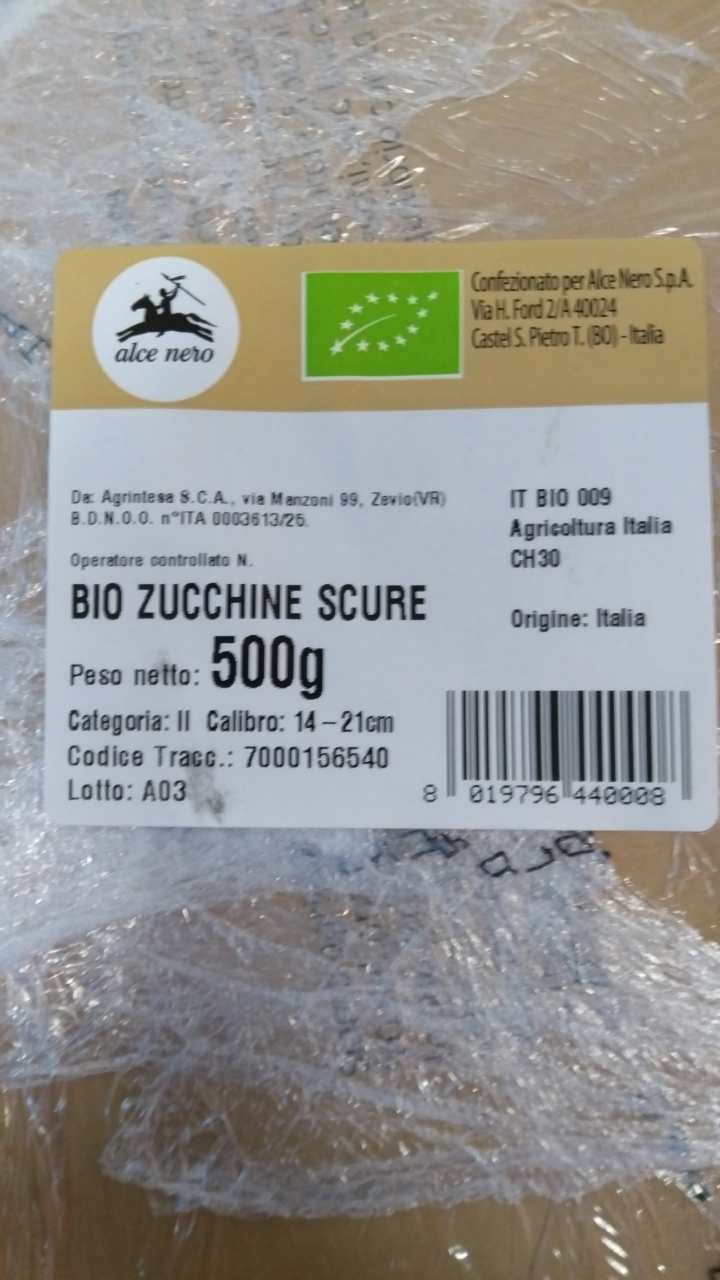 alce nero
Confezionato per Alce Nero S.p.A.
Via H. Ford 2/A 40024
Castel S. Pietro T. (BO) - Italia
Da: Agrintesa S.C.A., via Manzoni 99, Zevio(VR)
B.D.N.O.O. n°ITA 0003613/25.
Operatore controllato N.
IT BIO 009
Agricoltura Italia
CH30
BIO ZUCCHINE SCURE
Origine: Italia
Peso netto: 500g
Categoria: II Calibro: 14-21cm
Codice Tracc.: 7000156540
Lotto: A03
8 019796 440008